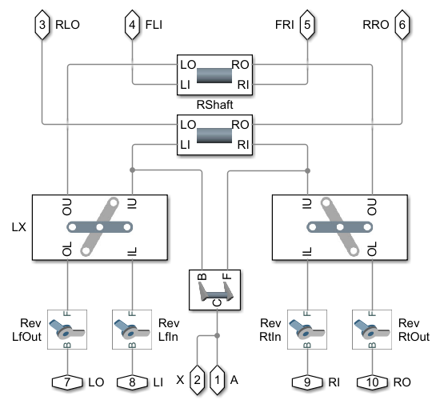 3 RLO 4 FLI FRI 5 RRO 6
LO RO
LI RI
RShaft
LO RO
LI RI
OU IU IU OU
LX
OL IL IL OL
B F
C
F F F F
Rev LfOut Rev LfIn Rev RtIn Rev RtOut
B B B B
7 LO 8 LI X 2 1 A 9 RI 10 RO